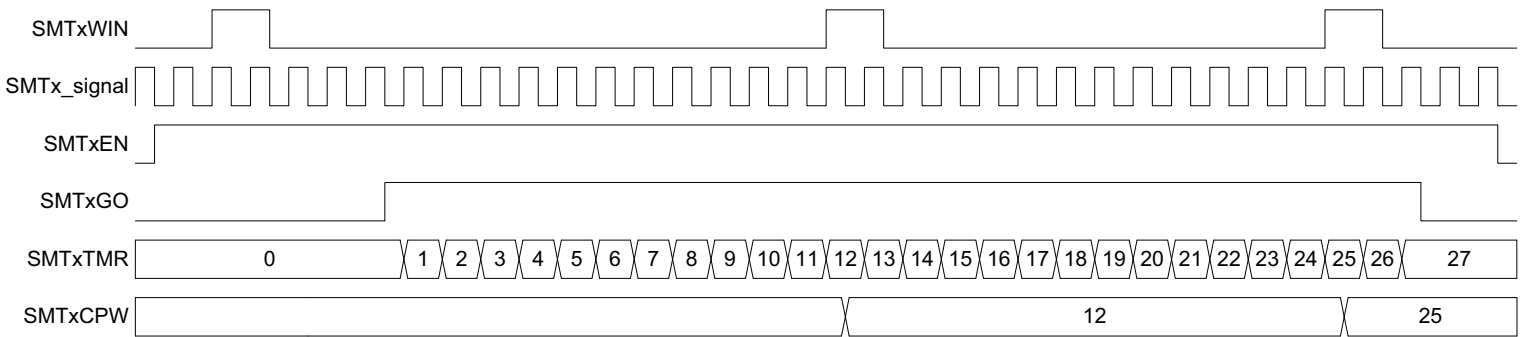 SMTxWIN
SMTx_signal
SMTxEN
SMTxGO
SMTxTMR 0 1 2 3 4 5 6 7 8 9 10 11 12 13 14 15 16 17 18 19 20 21 22 23 24 25 26 27
SMTxCPW 12 25